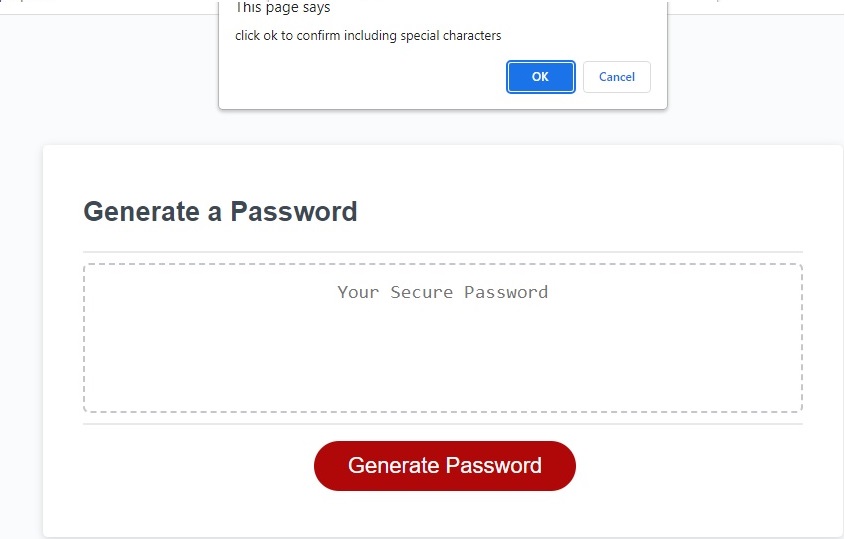 This page says
click ok to confirm including special characters
OK
Cancel
Generate a Password
Your Secure Password
Generate Password